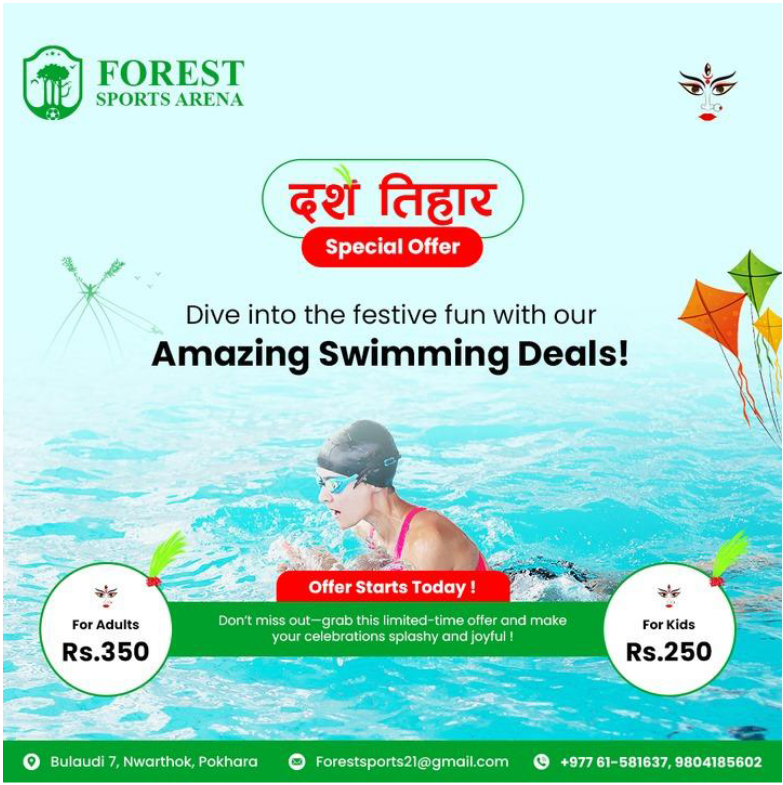 FOREST
SPORTS ARENA
दशैं तिहार
Special Offer
Dive into the festive fun with our
Amazing Swimming Deals!
Offer Starts Today !
For Adults
Rs.350
Don't miss out—grab this limited-time offer and make
your celebrations splashy and joyful !
For Kids
Rs.250
Bulaudi 7, Nwarthok, Pokhara
Forestsports21@gmail.com
+977 61-581637, 9804185602